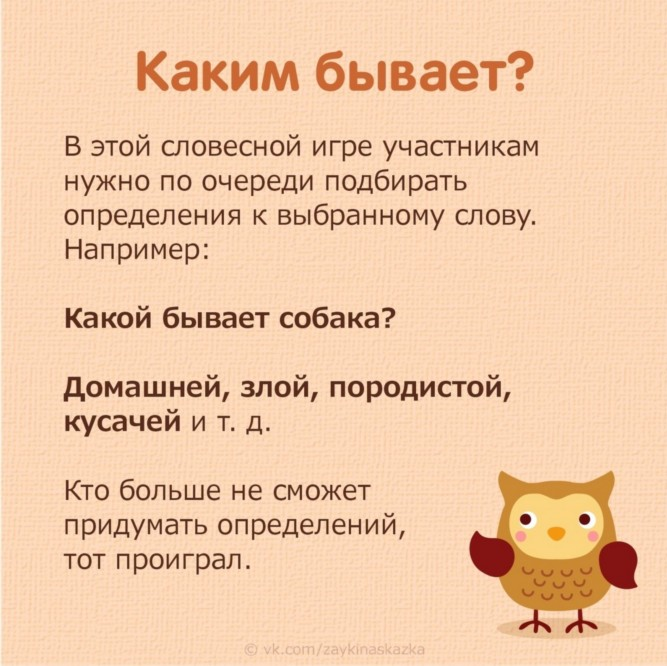 Каким бывает?
В этой словесной игре участникам
нужно по очереди подбирать
определения к выбранному слову.
Например:
Какой бывает собака?
Домашней, злой, породистой,
кусачей и т. д.
Кто больше не сможет
придумать определений,
тот проиграл.
© vk.com/zaykinaskazka